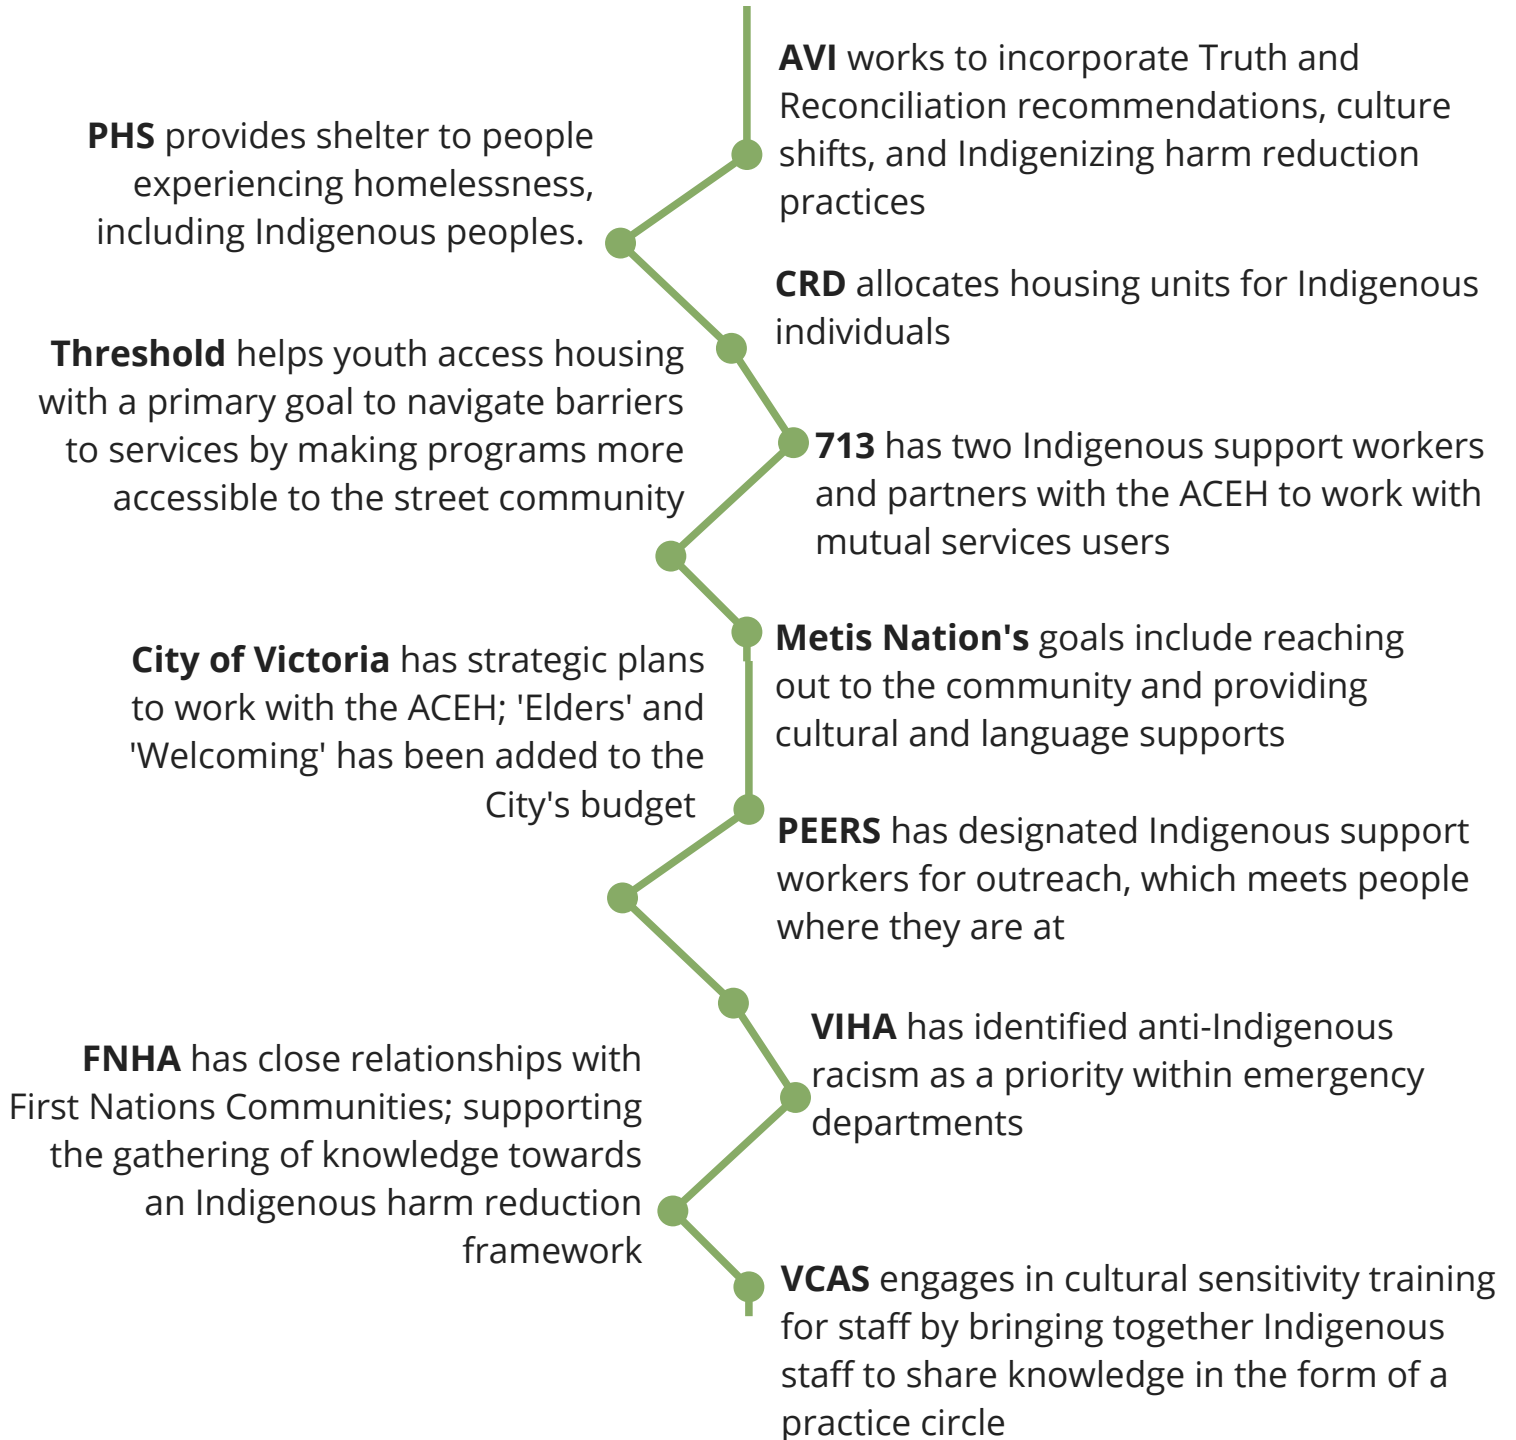 AVI works to incorporate Truth and
Reconciliation recommendations, culture
shifts, and Indigenizing harm reduction
practices
PHS provides shelter to people
experiencing homelessness,
including Indigenous peoples.
CRD allocates housing units for Indigenous
individuals
Threshold helps youth access housing
with a primary goal to navigate barriers
to services by making programs more
accessible to the street community
713 has two Indigenous support workers
and partners with the ACEH to work with
mutual services users
Metis Nation's goals include reaching
out to the community and providing
cultural and language supports
City of Victoria has strategic plans
to work with the ACEH; 'Elders' and
'Welcoming' has been added to the
City's budget
PEERS has designated Indigenous support
workers for outreach, which meets people
where they are at
VIHA has identified anti-Indigenous
racism as a priority within emergency
departments
FNHA has close relationships with
First Nations Communities; supporting
the gathering of knowledge towards
an Indigenous harm reduction
framework
VCAS engages in cultural sensitivity training
for staff by bringing together Indigenous
staff to share knowledge in the form of a
practice circle